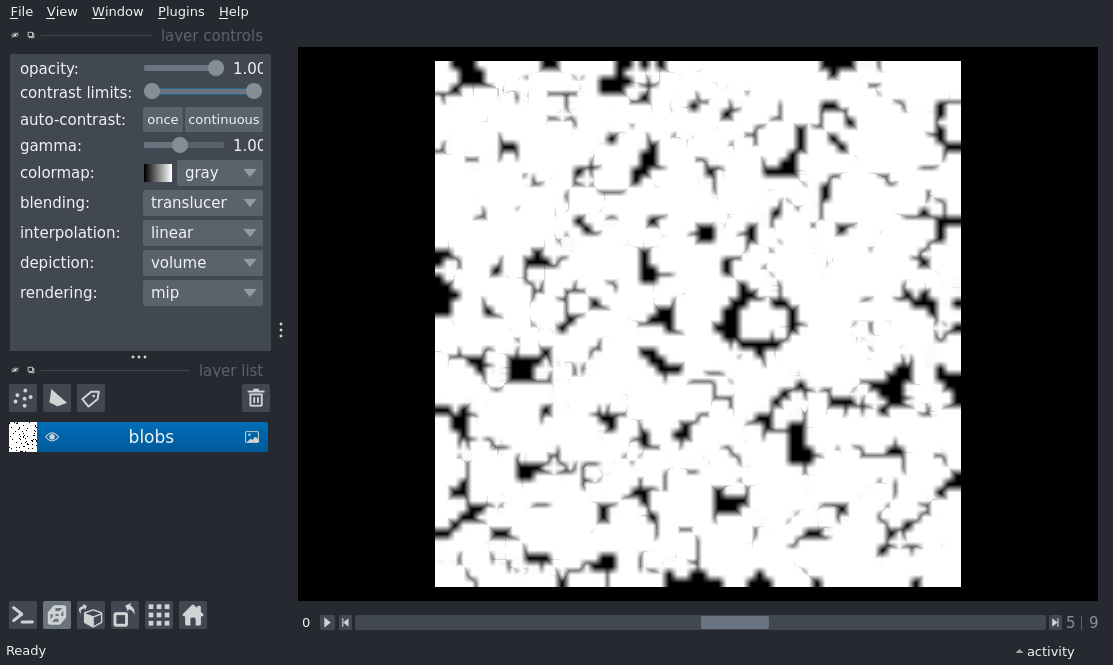 File View Window Plugins Help
layer controls
opacity: 1.00
contrast limits:
auto-contrast: once continuous
gamma: 1.00
colormap: gray
blending: translucer
interpolation: linear
depiction: volume
rendering: mip
layer list
blobs
0 5 | 9
Ready activity